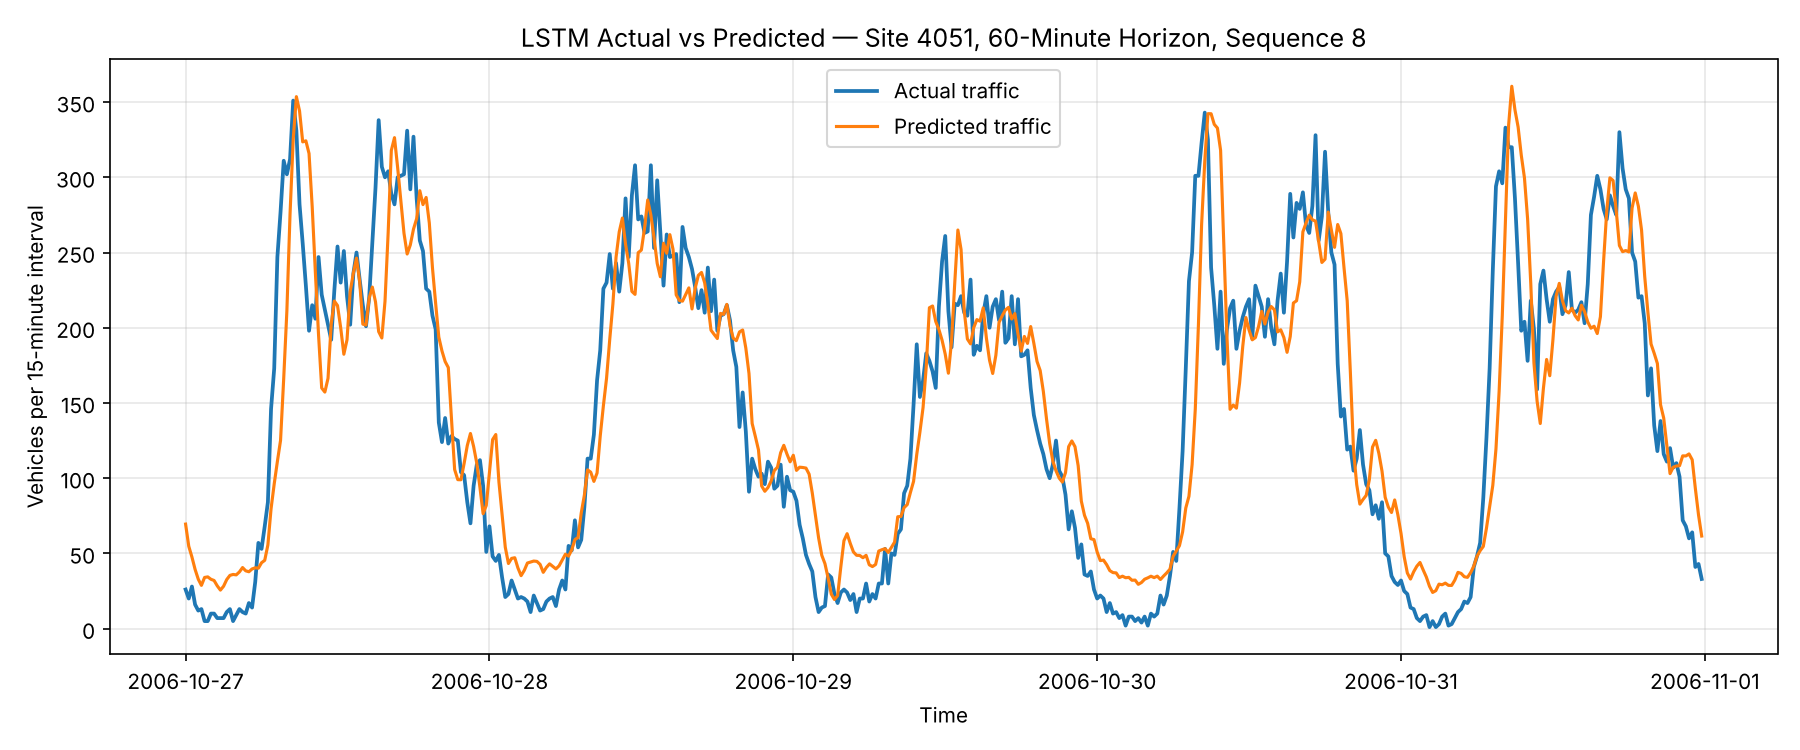 LSTM Actual vs Predicted — Site 4051, 60-Minute Horizon, Sequence 8
Actual traffic
Predicted traffic
Vehicles per 15-minute interval
350
300
250
200
150
100
50
0
2006-10-27
2006-10-28
2006-10-29
2006-10-30
2006-10-31
2006-11-01
Time